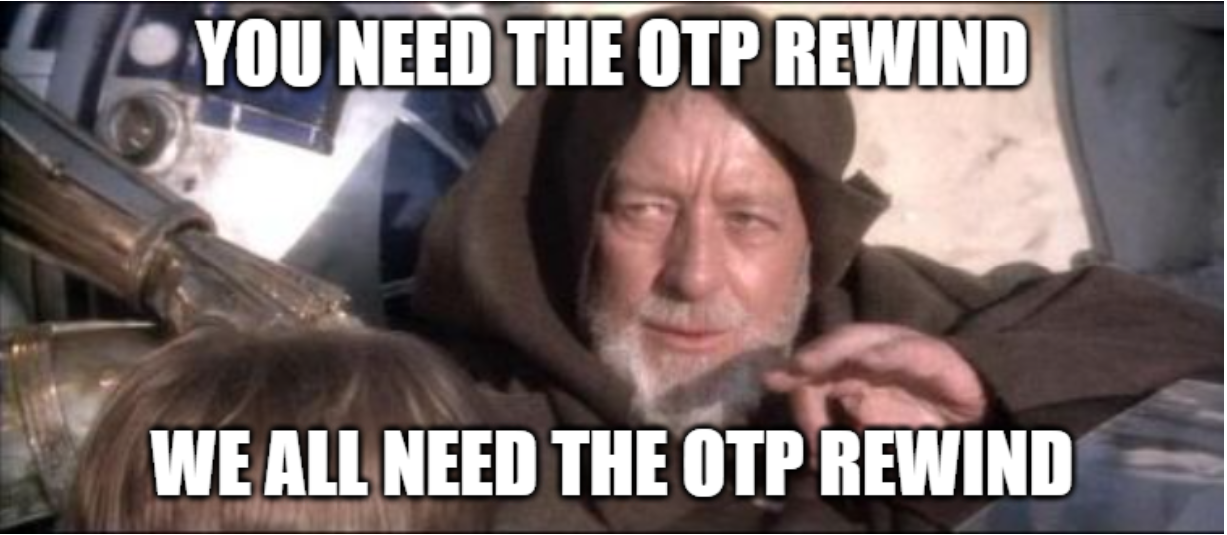 YOU NEED THE OTP REWIND
WE ALL NEED THE OTP REWIND